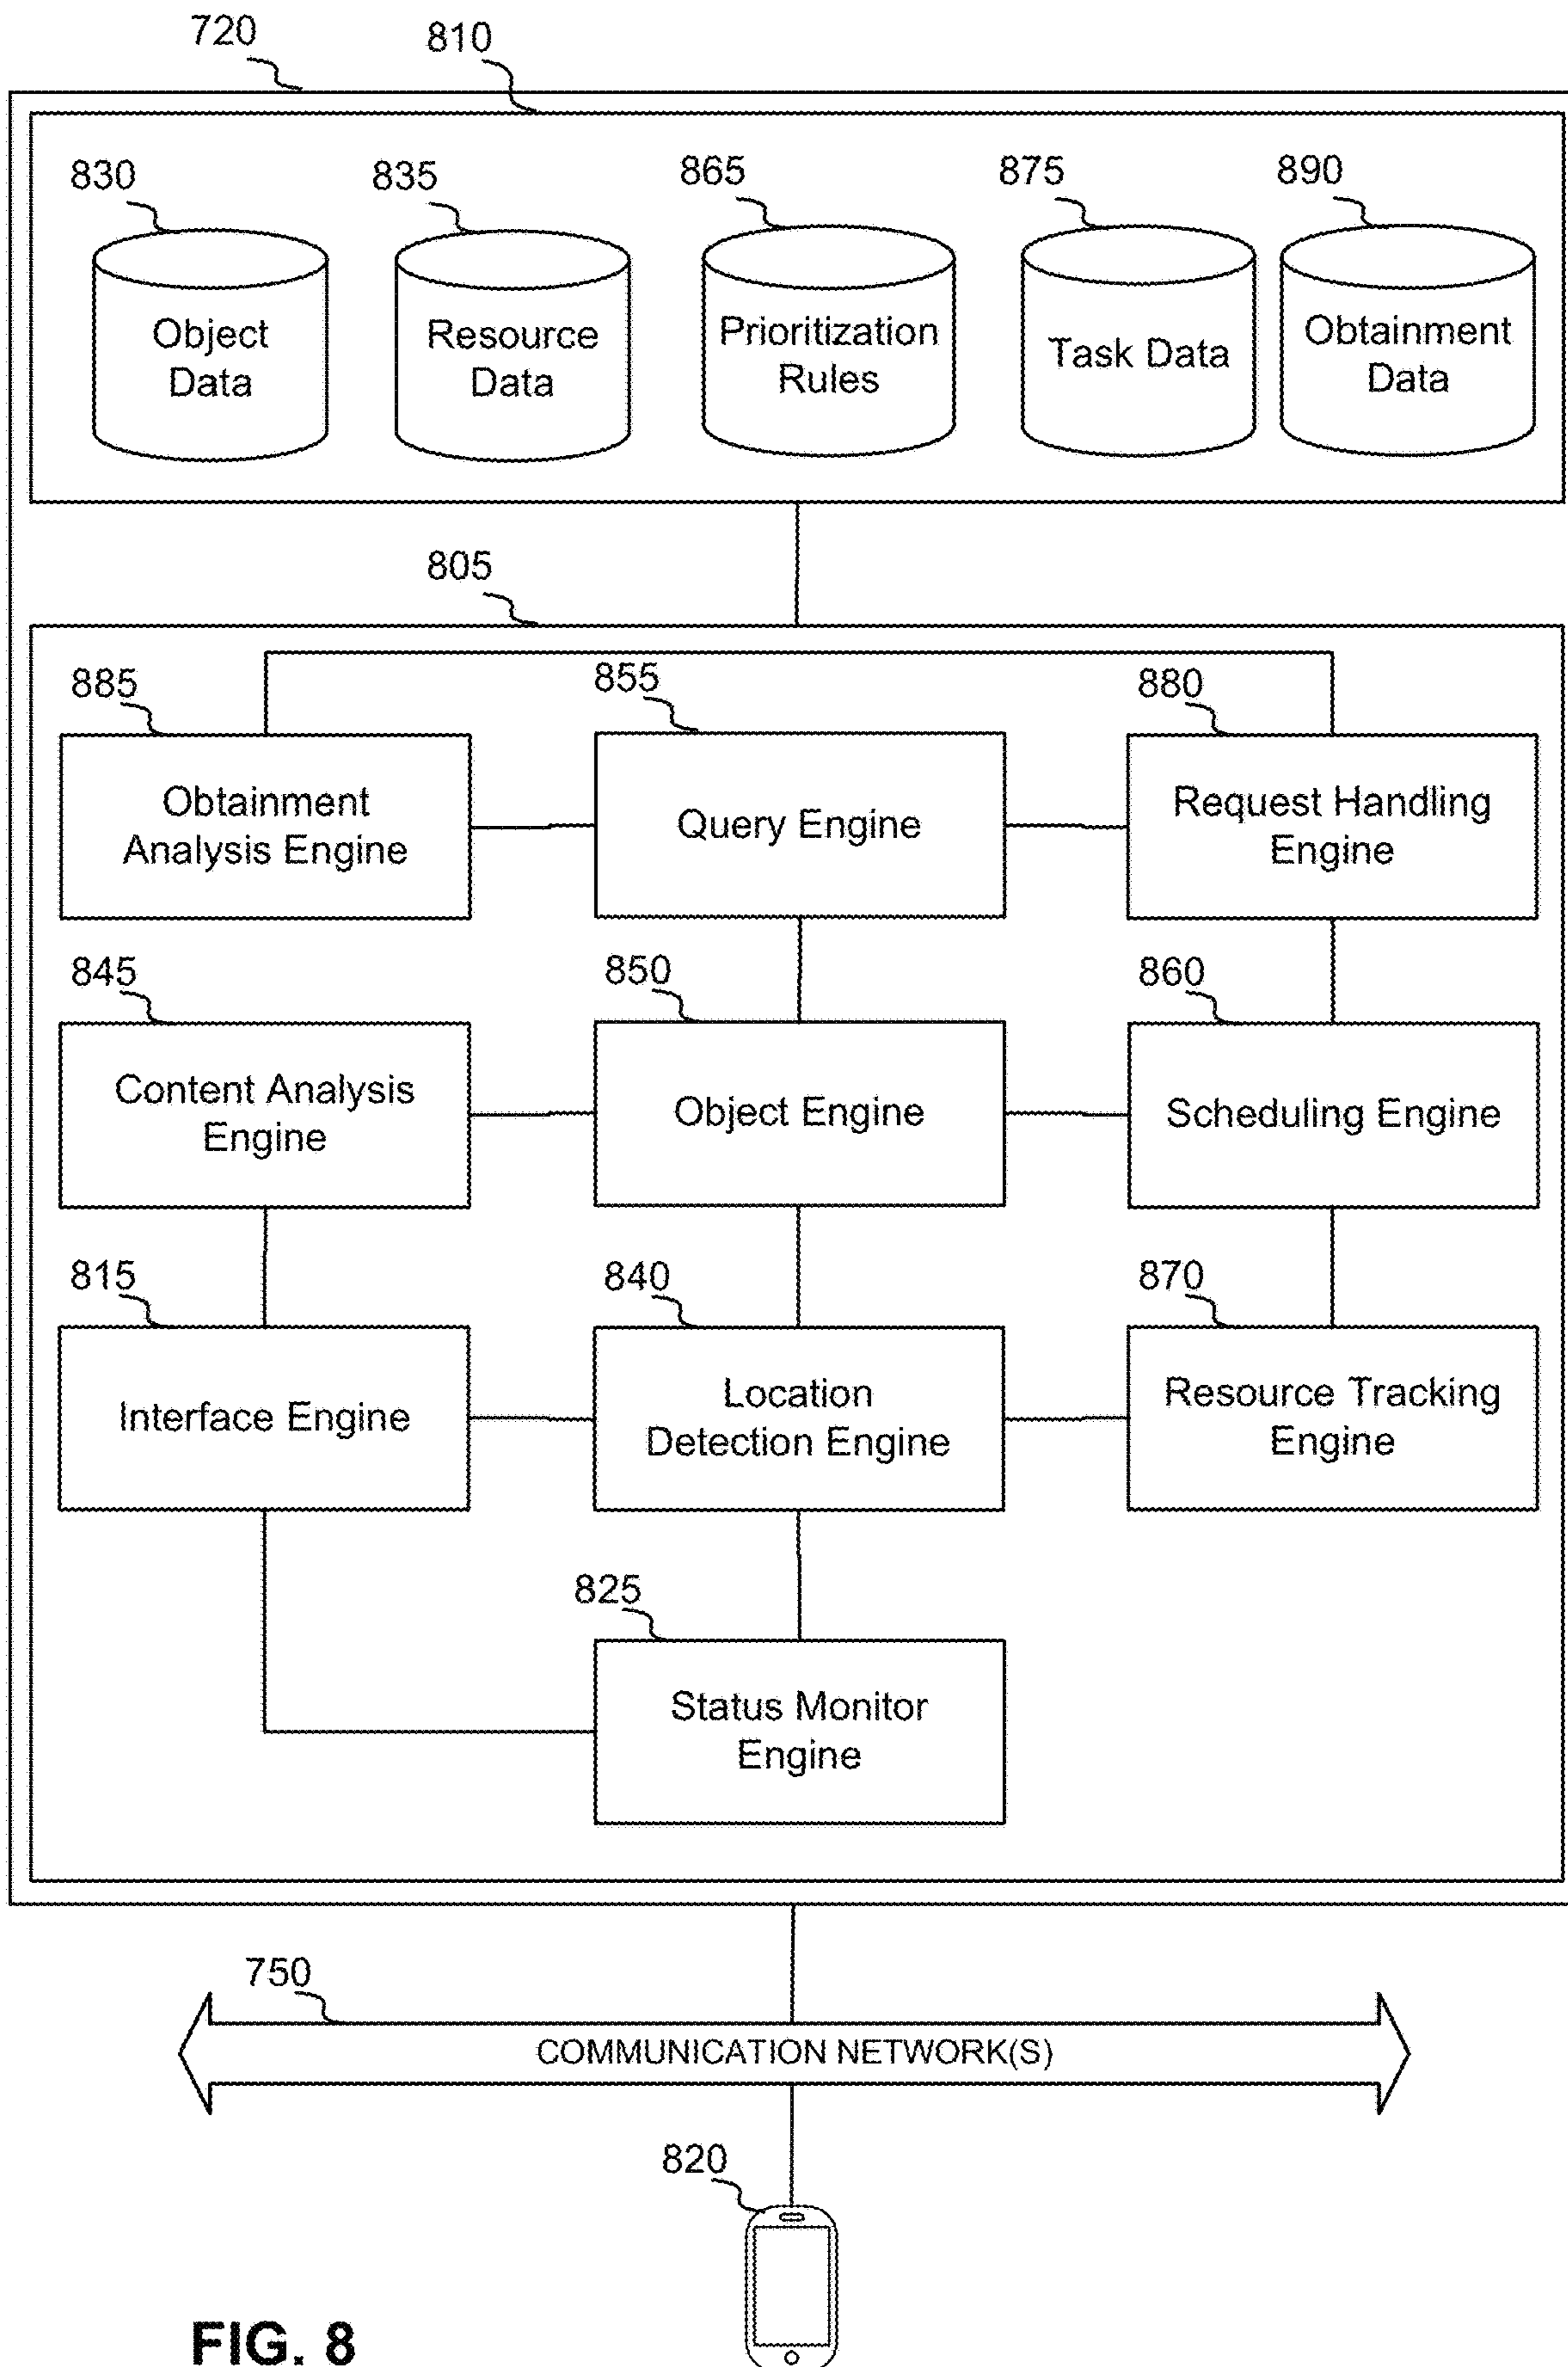 720
810
830
835
865
875
890
Object
Data
Resource
Data
Prioritization
Rules
Task Data
Obtainment
Data
805
885
855
880
Obtainment
Analysis Engine
Query Engine
Request Handling
Engine
845
850
860
Content Analysis
Engine
Object Engine
Scheduling Engine
815
840
870
Interface Engine
Location
Detection Engine
Resource Tracking
Engine
825
Status Monitor
Engine
750
COMMUNICATION NETWORK(S)
820
FIG. 8